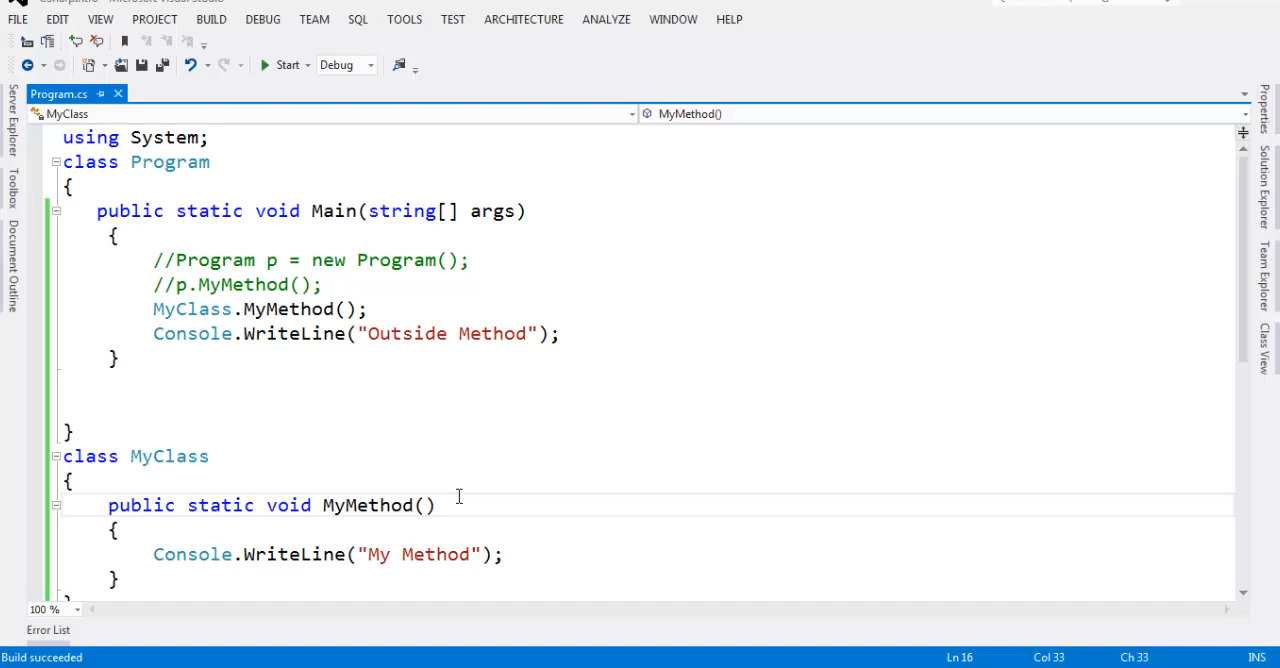 FILE EDIT VIEW PROJECT BUILD DEBUG TEAM SQL TOOLS TEST ARCHITECTURE ANALYZE WINDOW HELP
Start Debug
Program.cs
MyClass MyMethod()
using System;
class Program
{
public static void Main(string[] args)
{
//Program p = new Program();
//p.MyMethod();
MyClass.MyMethod();
Console.WriteLine("Outside Method");
}
}
class MyClass
{
public static void MyMethod()
{
Console.WriteLine("My Method");
}
100 %
Error List
Build succeeded Ln 16 Col 33 Ch 33 INS
Server Explorer
Toolbox
Document Outline
Properties
Solution Explorer
Team Explorer
Class View